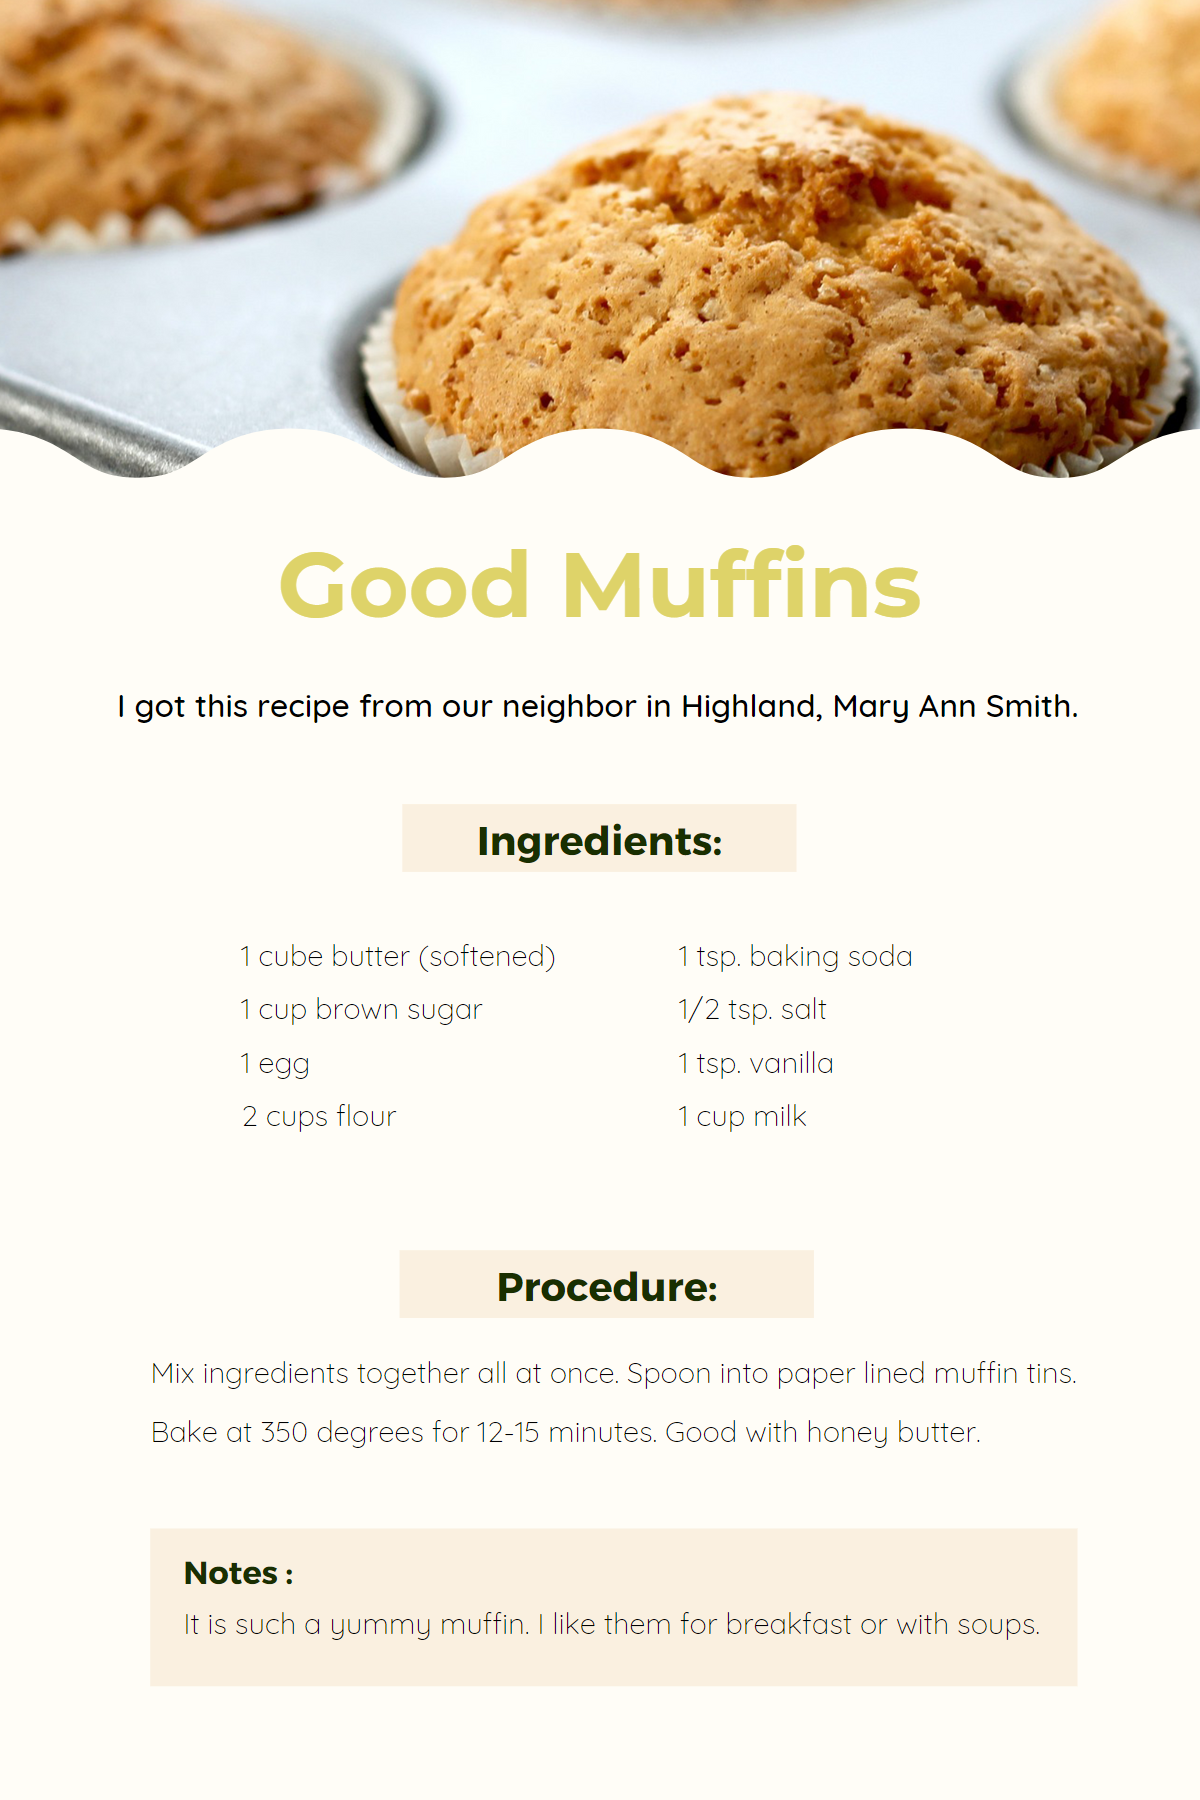 Good Muffins
I got this recipe from our neighbor in Highland, Mary Ann Smith.
Ingredients:
1 cube butter (softened)
1 cup brown sugar
1 egg
2 cups flour
1 tsp. baking soda
1/2 tsp. salt
1 tsp. vanilla
1 cup milk
Procedure:
Mix ingredients together all at once. Spoon into paper lined muffin tins.
Bake at 350 degrees for 12-15 minutes. Good with honey butter.
Notes :
It is such a yummy muffin. I like them for breakfast or with soups.